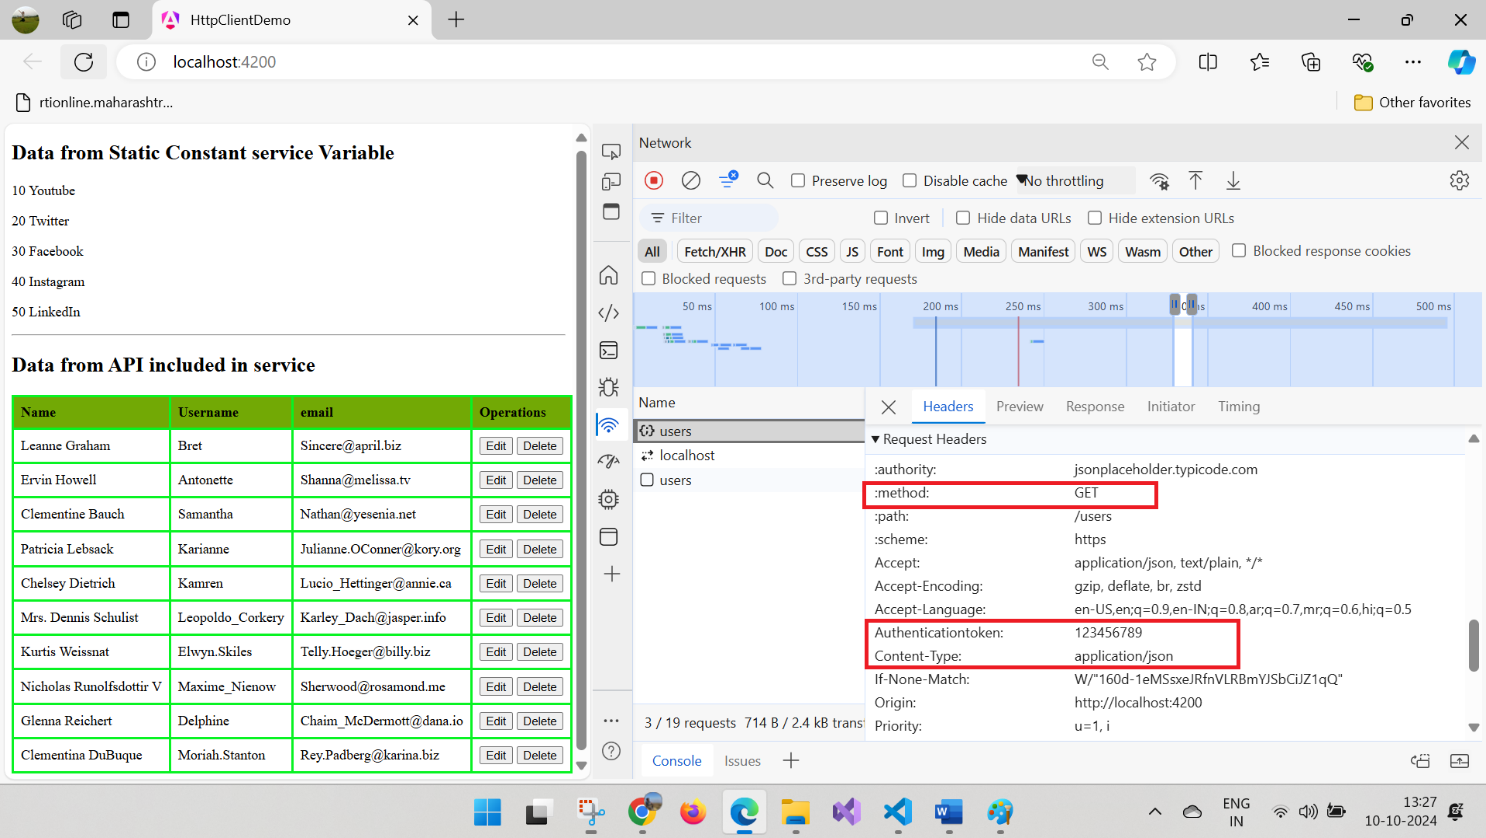 HttpClientDemo
localhost:4200
rtionline.maharashtr...
Other favorites
Data from Static Constant service Variable
10 Youtube
20 Twitter
30 Facebook
40 Instagram
50 LinkedIn
Data from API included in service
Name Username email Operations
Leanne Graham Bret Sincere@april.biz Edit Delete
Ervin Howell Antonette Shanna@melissa.tv Edit Delete
Clementine Bauch Samantha Nathan@yesenia.net Edit Delete
Patricia Lebsack Karianne Julianne.OConner@kory.org Edit Delete
Chelsey Dietrich Kamren Lucio_Hettinger@annie.ca Edit Delete
Mrs. Dennis Schulist Leopoldo_Corkery Karley_Dach@jasper.info Edit Delete
Kurtis Weissnat Elwyn.Skiles Telly.Hoeger@billy.biz Edit Delete
Nicholas Runolfsdottir V Maxime_Nienow Sherwood@rosamond.me Edit Delete
Glenna Reichert Delphine Chaim_McDermott@dana.io Edit Delete
Clementina DuBuque Moriah.Stanton Rey.Padberg@karina.biz Edit Delete
Network
Preserve log Disable cache No throttling
Filter Invert Hide data URLs Hide extension URLs
All Fetch/XHR Doc CSS JS Font Img Media Manifest WS Wasm Other Blocked response cookies
Blocked requests 3rd-party requests
50 ms 100 ms 150 ms 200 ms 250 ms 300 ms 400 ms 450 ms 500 ms
Name
users
localhost
users
3 / 19 requests 714 B / 2.4 kB trans
Headers Preview Response Initiator Timing
Request Headers
:authority: jsonplaceholder.typicode.com
:method: GET
:path: /users
:scheme: https
Accept: application/json, text/plain, */*
Accept-Encoding: gzip, deflate, br, zstd
Accept-Language: en-US,en;q=0.9,en-IN;q=0.8,ar;q=0.7,mr;q=0.6,hi;q=0.5
Authenticationtoken: 123456789
Content-Type: application/json
If-None-Match: W/"160d-1eMSsxeJRfnVLRBmYJSbCiJZ1qQ"
Origin: http://localhost:4200
Priority: u=1, i
Console Issues
ENG
IN
13:27
10-10-2024